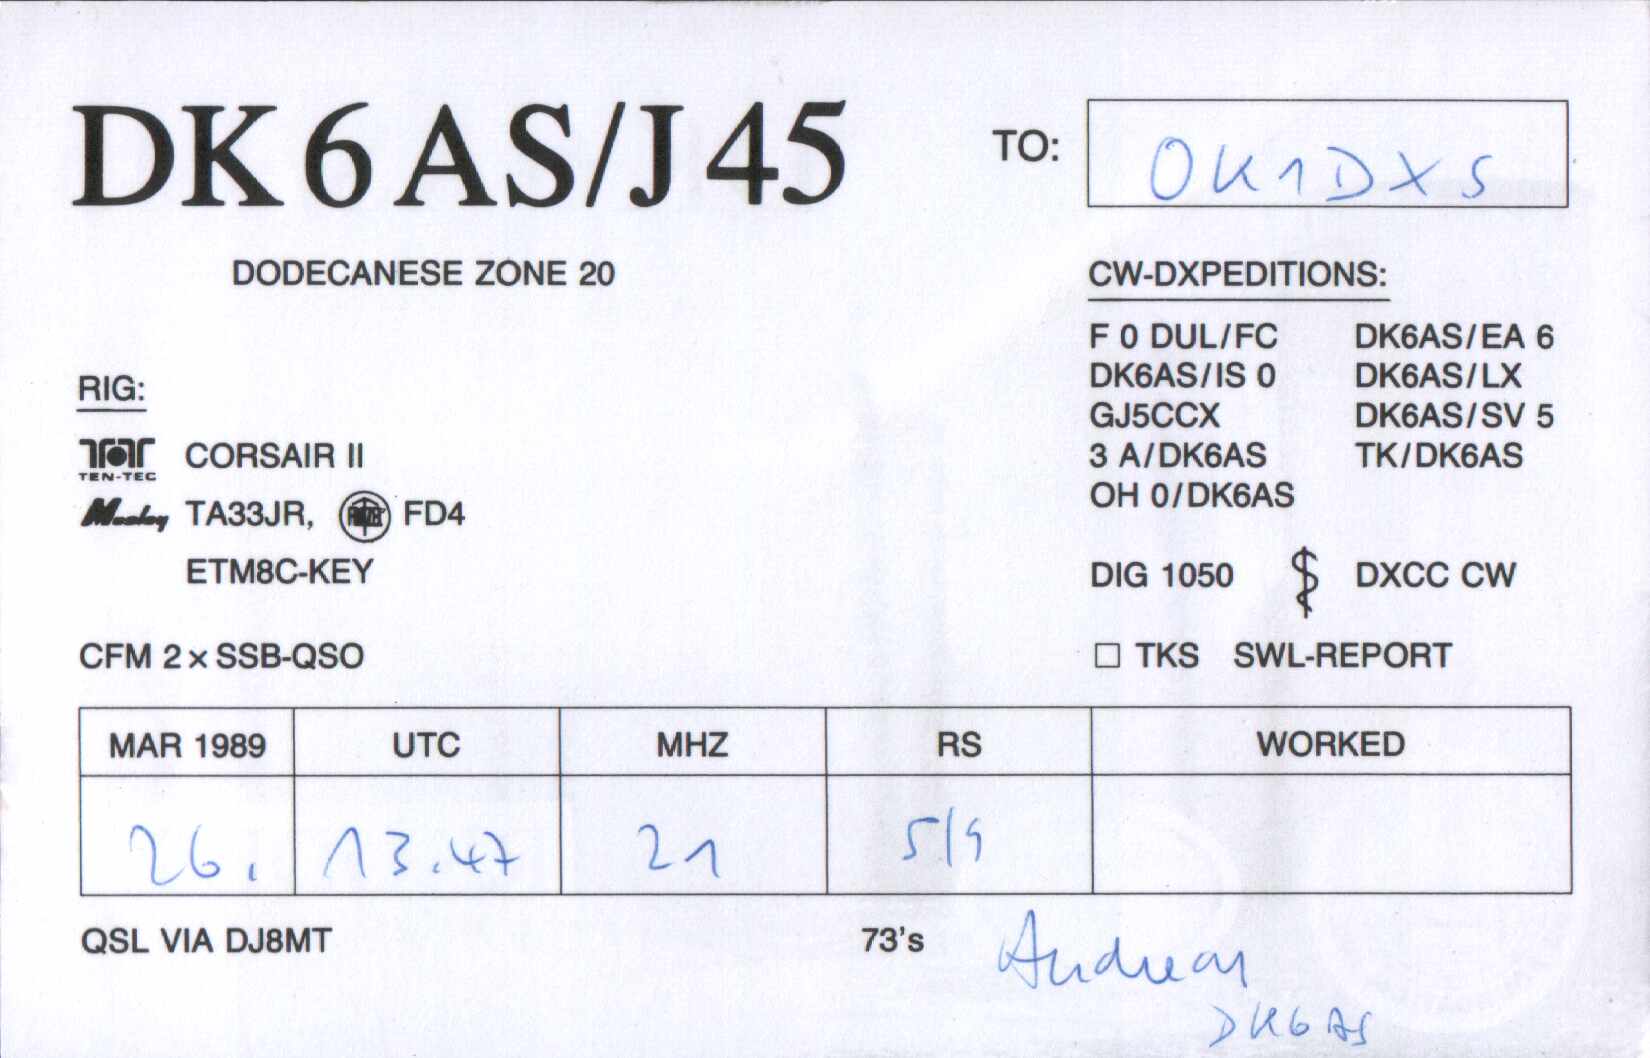 DK6AS/J45
TO: OK1DXS
DODECANESE ZONE 20
CW-DXPEDITIONS:
F 0 DUL/FC DK6AS/EA 6
DK6AS/IS 0 DK6AS/LX
GJ5CCX DK6AS/SV 5
3 A/DK6AS TK/DK6AS
OH 0/DK6AS
RIG:
TEN-TEC CORSAIR II
Mosley TA33JR, FD4
ETM8C-KEY
DIG 1050 DXCC CW
CFM 2 x SSB-QSO
TKS SWL-REPORT
MAR 1989 UTC MHZ RS WORKED
26. 13.47 21 5/9
QSL VIA DJ8MT
73's Andreas
DK6AS